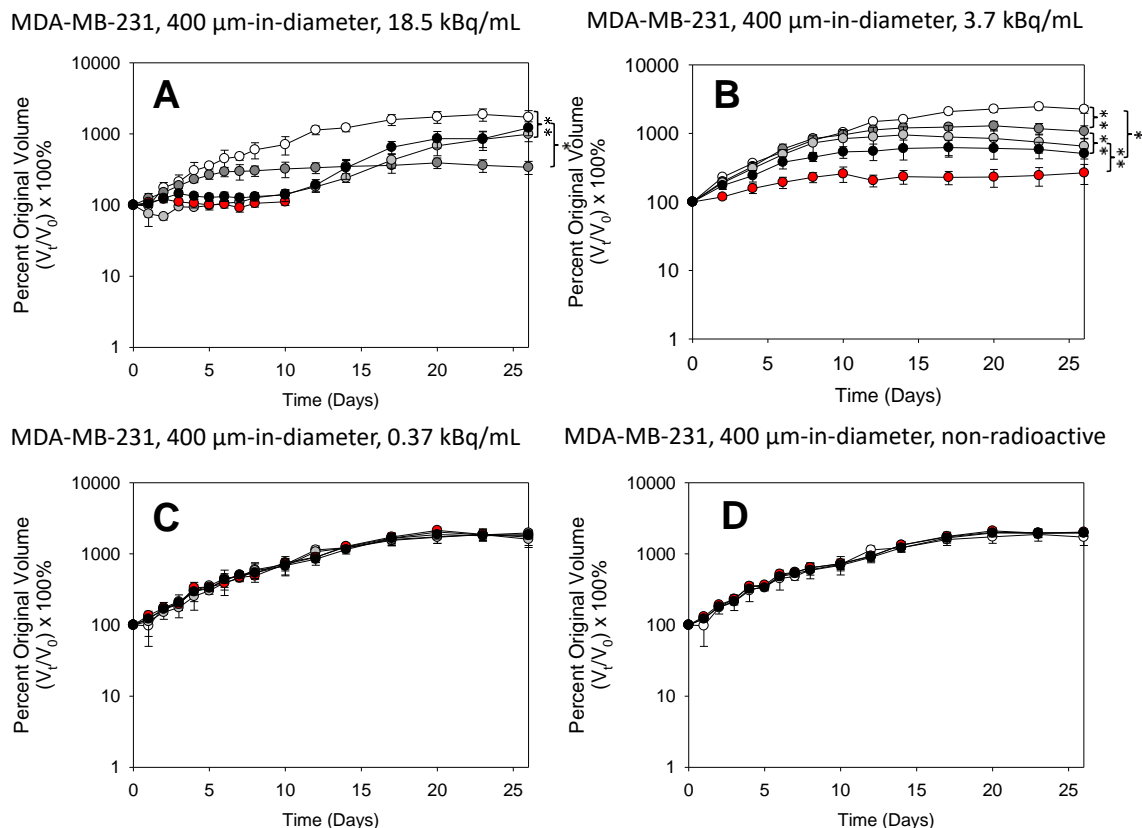 MDA-MB-231, 400 µm-in-diameter, 18.5 kBq/mL
A
Percent Original Volume
(Vt/V0) x 100%
10000
1000
100
10
1
0 5 10 15 20 25
Time (Days)
**
*
MDA-MB-231, 400 µm-in-diameter, 3.7 kBq/mL
B
Percent Original Volume
(Vt/V0) x 100%
10000
1000
100
10
1
0 5 10 15 20 25
Time (Days)
**
**
**
*
MDA-MB-231, 400 µm-in-diameter, 0.37 kBq/mL
C
Percent Original Volume
(Vt/V0) x 100%
10000
1000
100
10
1
0 5 10 15 20 25
Time (Days)
MDA-MB-231, 400 µm-in-diameter, non-radioactive
D
Percent Original Volume
(Vt/V0) x 100%
10000
1000
100
10
1
0 5 10 15 20 25
Time (Days)